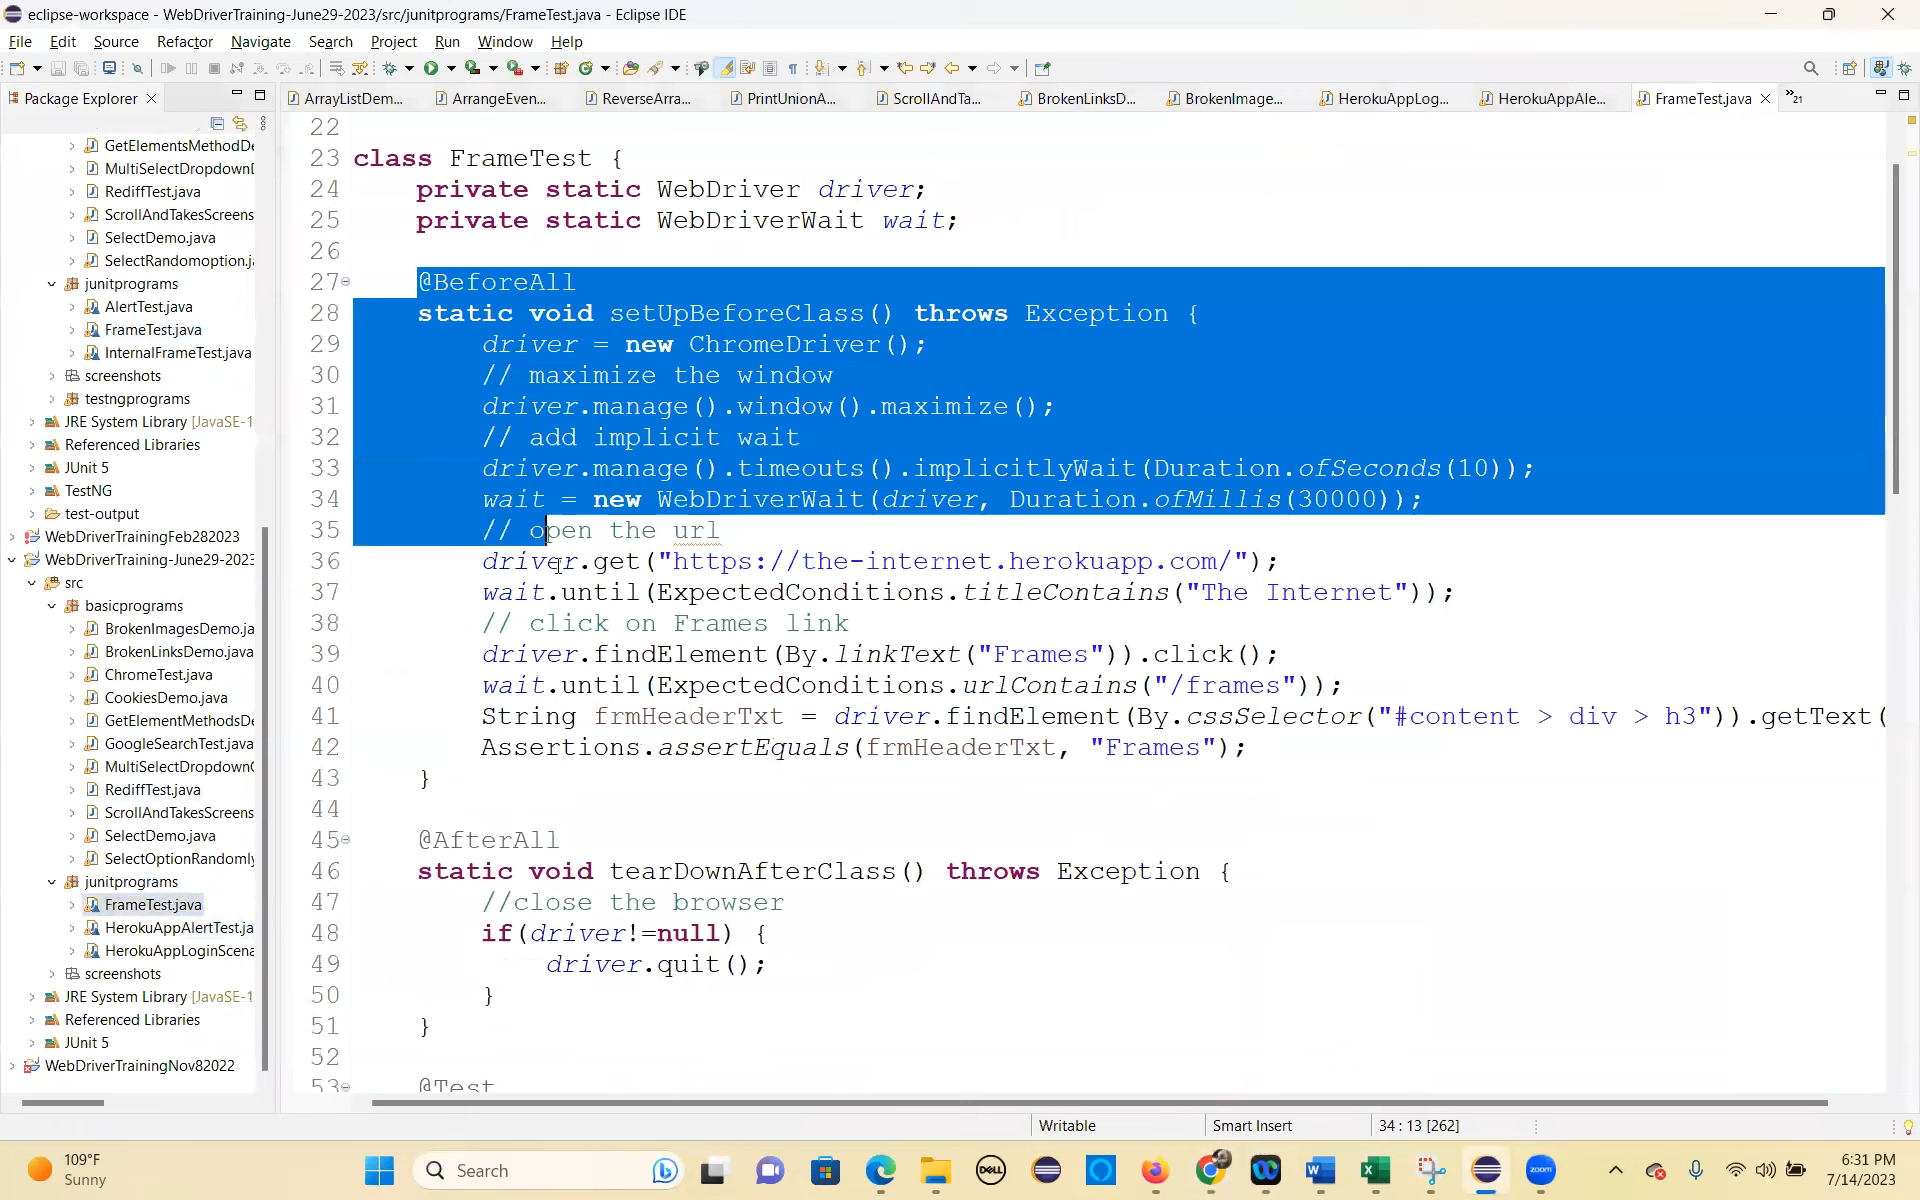 eclipse-workspace - WebDriverTraining-June29-2023/src/junitprograms/FrameTest.java - Eclipse IDE
File Edit Source Refactor Navigate Search Run Project Window Help
Package Explorer
ArrayListDem... ArrangeEven... ReverseArra... PrintUnionA... ScrollAndTa... BrokenLinksD... BrokenImage... HerokuAppLog... HerokuAppAle... FrameTest.java 21
GetElementsMethodDe
MultiSelectDropdownD
RediffTest.java
ScrollAndTakesScreens
SelectDemo.java
SelectRandomoption.j
junitprograms
AlertTest.java
FrameTest.java
InternalFrameTest.java
screenshots
testngprograms
JRE System Library [JavaSE-1
Referenced Libraries
JUnit 5
TestNG
test-output
WebDriverTrainingFeb282023
WebDriverTraining-June29-2023
src
basicprograms
BrokenImagesDemo.ja
BrokenLinksDemo.java
ChromeTest.java
CookiesDemo.java
GetElementMethodsDe
GoogleSearchTest.java
MultiSelectDropdownC
RediffTest.java
ScrollAndTakesScreens
SelectDemo.java
SelectOptionRandomly
junitprograms
FrameTest.java
HerokuAppAlertTest.ja
HerokuAppLoginScena
screenshots
JRE System Library [JavaSE-1
Referenced Libraries
JUnit 5
WebDriverTrainingNov82022
22
23 class FrameTest {
24 private static WebDriver driver;
25 private static WebDriverWait wait;
26
27 @BeforeAll
28 static void setUpBeforeClass() throws Exception {
29 driver = new ChromeDriver();
30 // maximize the window
31 driver.manage().window().maximize();
32 // add implicit wait
33 driver.manage().timeouts().implicitlyWait(Duration.ofSeconds(10));
34 wait = new WebDriverWait(driver, Duration.ofMillis(30000));
35 // open the url
36 driver.get("https://the-internet.herokuapp.com/");
37 wait.until(ExpectedConditions.titleContains("The Internet"));
38 // click on Frames link
39 driver.findElement(By.linkText("Frames")).click();
40 wait.until(ExpectedConditions.urlContains("/frames"));
41 String frmHeaderTxt = driver.findElement(By.cssSelector("#content > div > h3")).getText(
42 Assertions.assertEquals(frmHeaderTxt, "Frames");
43 }
44
45 @AfterAll
46 static void tearDownAfterClass() throws Exception {
47 //close the browser
48 if(driver!=null) {
49 driver.quit();
50 }
51 }
52
53 @Test
Writable Smart Insert 34 : 13 [262]
109°F
Sunny
Search
DELL
zoom
6:31 PM
7/14/2023